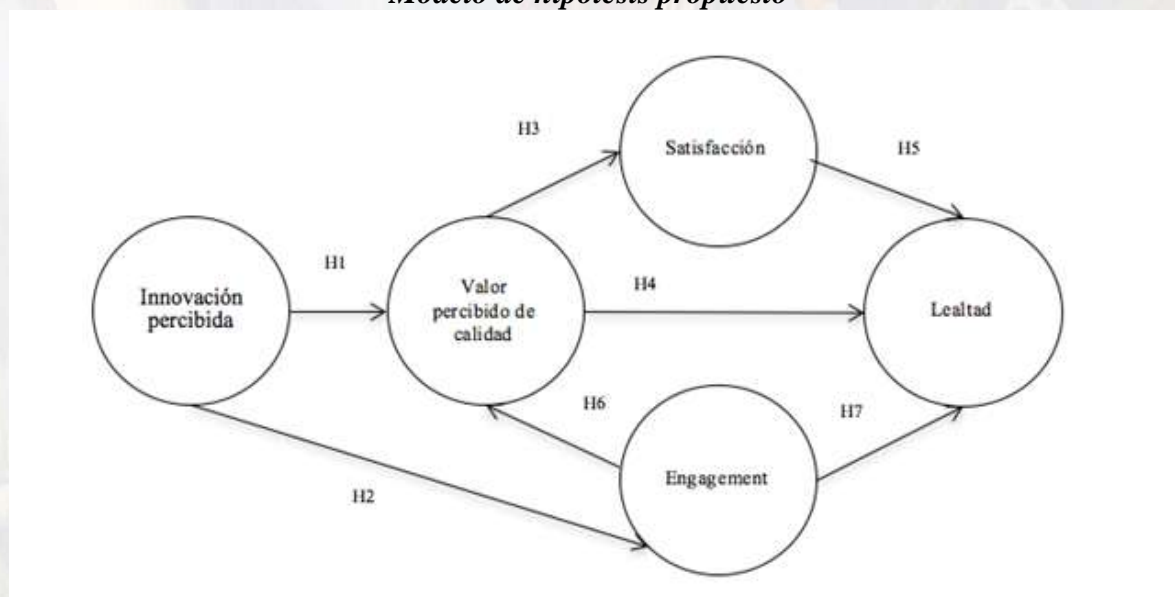 Modelo de hipótesis propuesto
H3
Satisfacción
H5
H1
Innovación
percibida
Valor
percibido de
calidad
H4
Lealtad
H6
H7
Engagement
H2